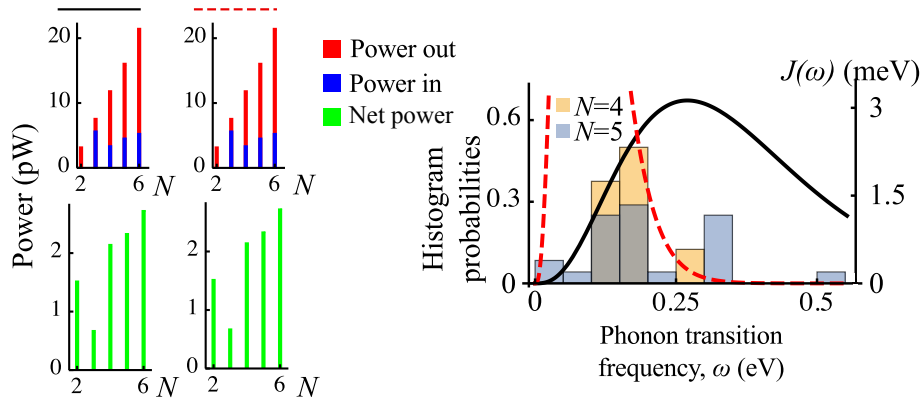 Power (pW)
20
10
0
2
6
N
20
10
0
2
6
N
Power out
Power in
Net power
2
1
0
2
6
N
2
1
0
2
6
N
J(ω) (meV)
Histogram
probabilities
0.6
0.3
0
N=4
N=5
3
1.5
0
0
0.25
0.5
Phonon transition
frequency, ω (eV)